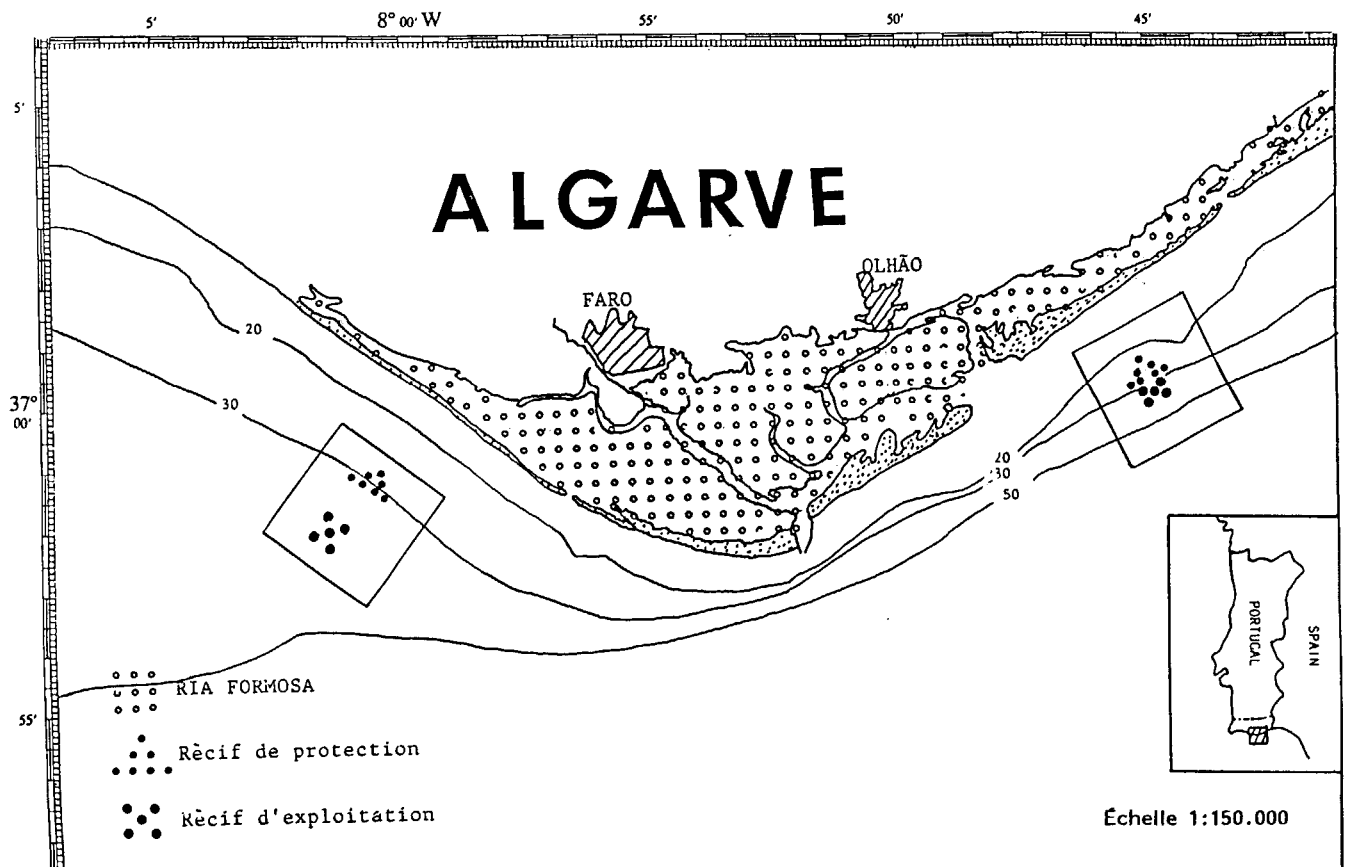 5'
8° 00' W
55'
50'
45'
5'
ALGARVE
OLHÃO
FARO
20
30
37°
00'
20
30
50
PORTUGAL
SPAIN
RIA FORMOSA
55'
Rècif de protection
Rècif d'exploitation
Échelle 1:150.000